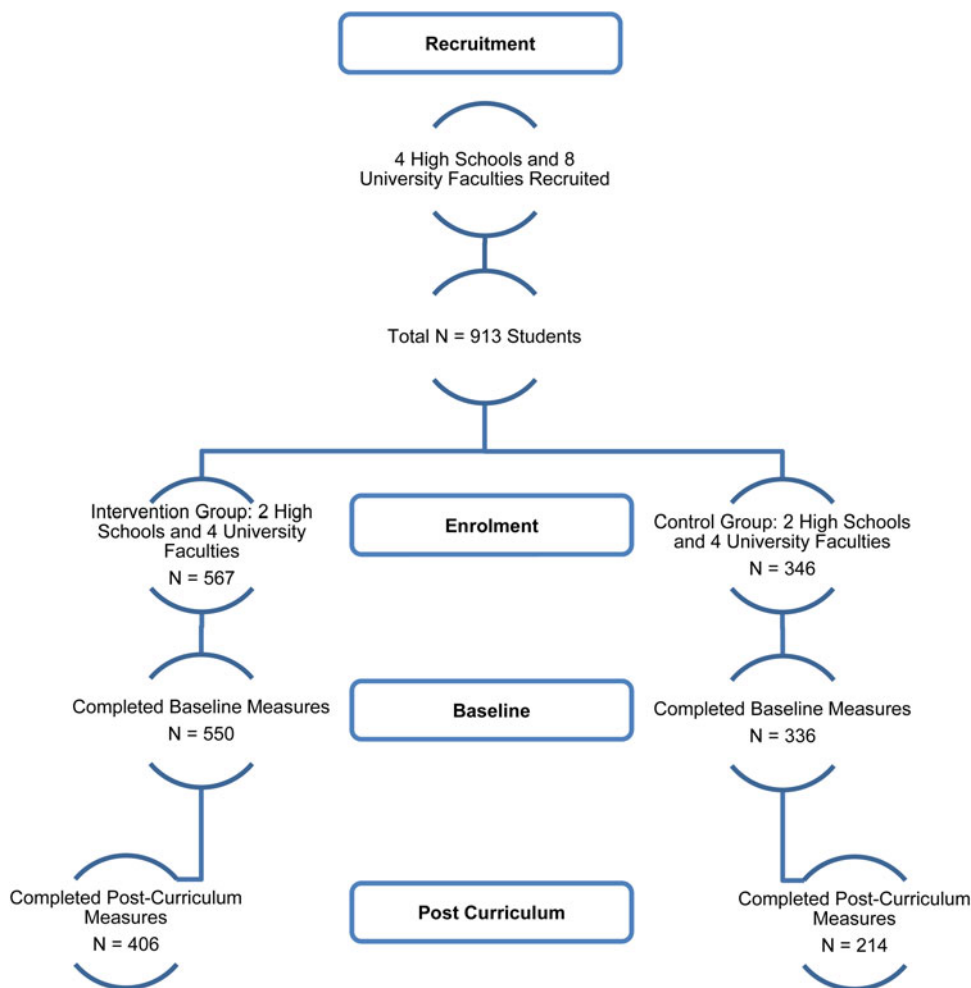 Recruitment
4 High Schools and 8
University Faculties Recruited
Total N = 913 Students
Intervention Group: 2 High
Schools and 4 University
Faculties
N = 567
Enrolment
Control Group: 2 High Schools
and 4 University Faculties
N = 346
Completed Baseline Measures
N = 550
Baseline
Completed Baseline Measures
N = 336
Completed Post-Curriculum
Measures
N = 406
Post Curriculum
Completed Post-Curriculum
Measures
N = 214